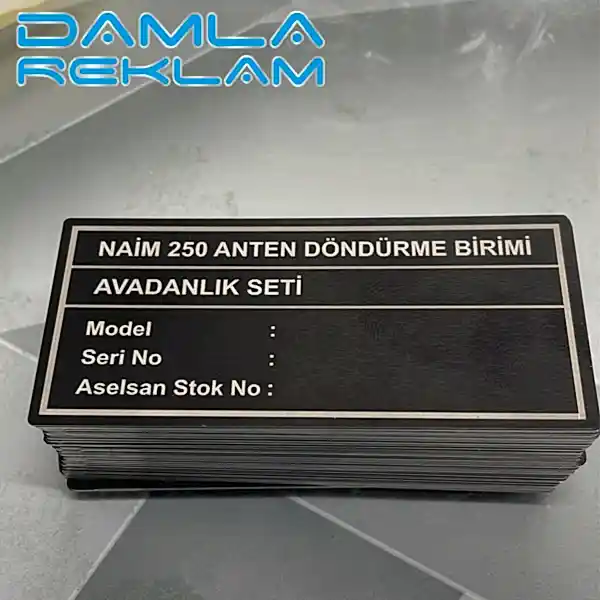 DAMLA
REKLAM
NAİM 250 ANTEN DÖNDÜRME BİRİMİ
AVADANLIK SETİ
Model :
Seri No :
Aselsan Stok No :